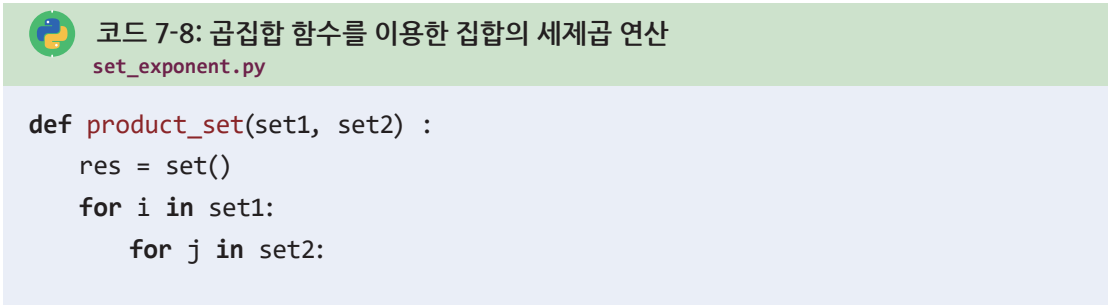 코드 7-8: 곱집합 함수를 이용한 집합의 세제곱 연산
set_exponent.py
def product_set(set1, set2) :
    res = set()
    for i in set1:
        for j in set2: